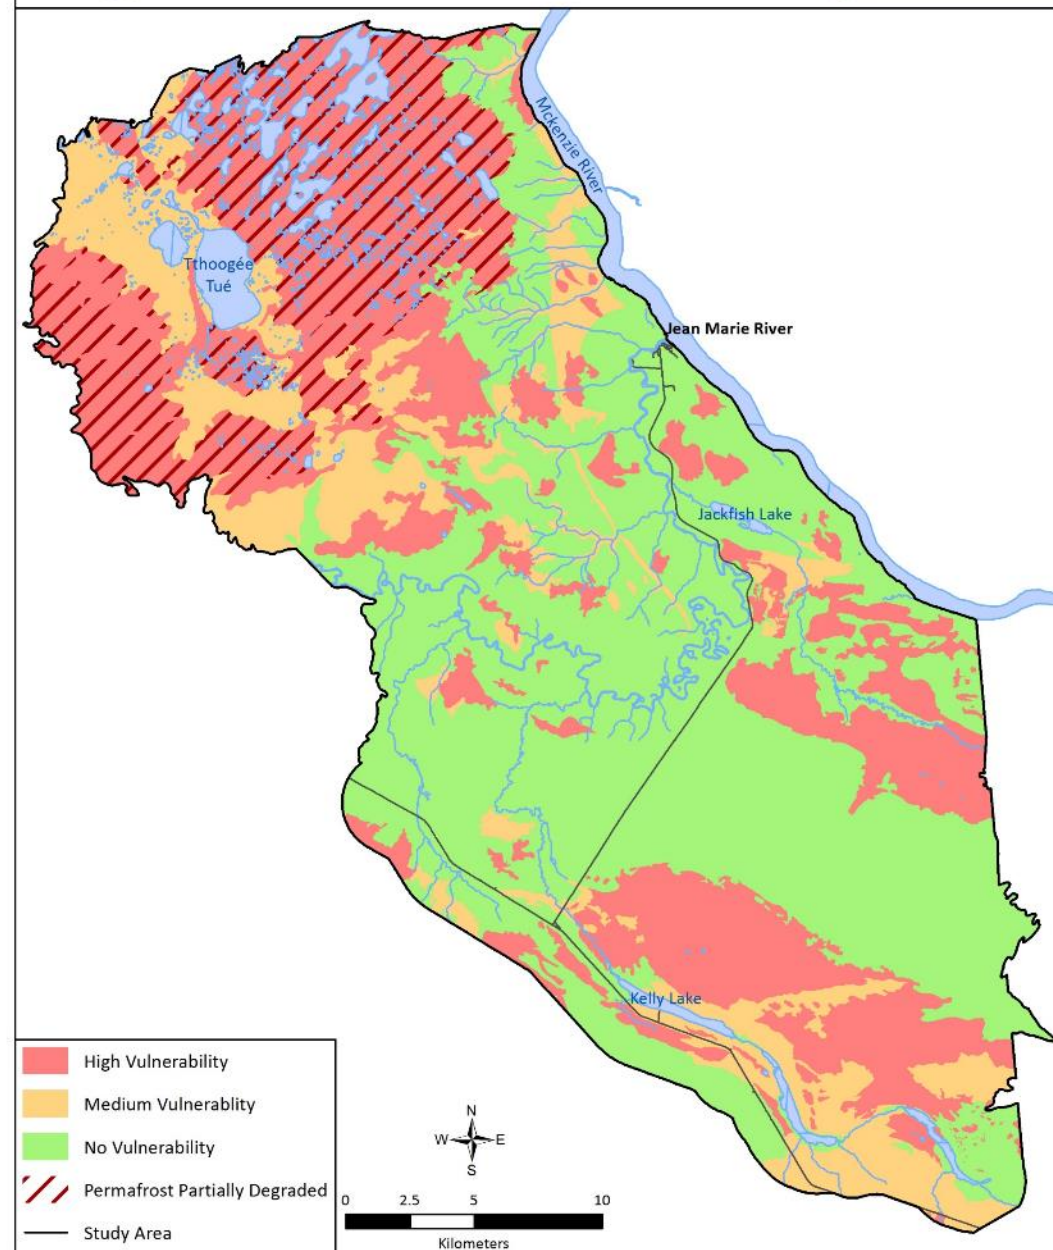 Mckenzie River
Tthoogée
Tué
Jean Marie River
Jackfish Lake
Kelly Lake
High Vulnerability
Medium Vulnerablity
No Vulnerability
Permafrost Partially Degraded
Study Area
N
W E
S
0 2.5 5 10
Kilometers